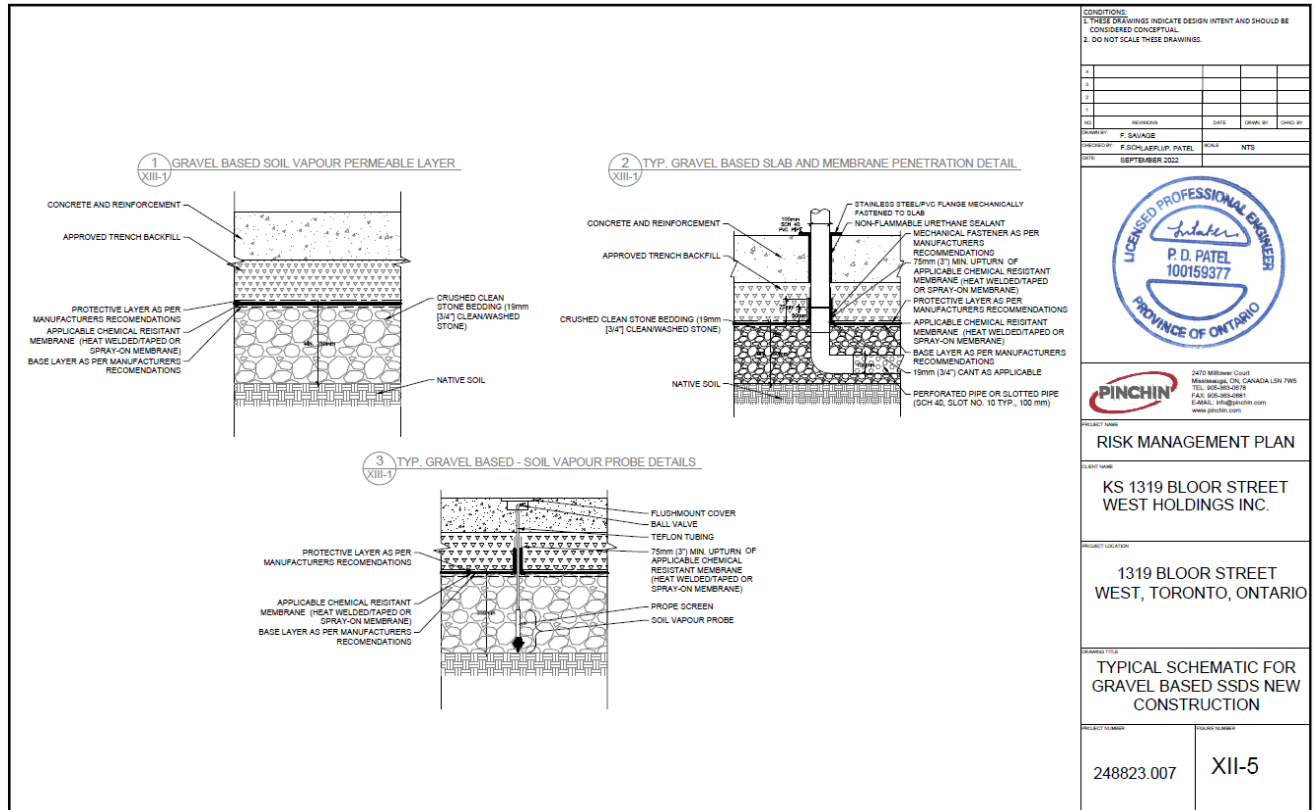 1
XIII-1
GRAVEL BASED SOIL VAPOUR PERMEABLE LAYER
CONCRETE AND REINFORCEMENT
APPROVED TRENCH BACKFILL
PROTECTIVE LAYER AS PER
MANUFACTURERS RECOMENDATIONS
APPLICABLE CHEMICAL REISITANT
MEMBRANE (HEAT WELDED/TAPED OR
SPRAY-ON MEMBRANE)
BASE LAYER AS PER MANUFACTURERS
RECOMENDATIONS
CRUSHED CLEAN
STONE BEDDING (19mm
[3/4"] CLEAN/WASHED
STONE)
NATIVE SOIL
2
XIII-1
TYP. GRAVEL BASED SLAB AND MEMBRANE PENETRATION DETAIL
CONCRETE AND REINFORCEMENT
APPROVED TRENCH BACKFILL
CRUSHED CLEAN STONE BEDDING (19mm
[3/4"] CLEAN/WASHED STONE)
NATIVE SOIL
100mm
SCH 40
PVC PIPE
STAINLESS STEEL/PVC FLANGE MECHANICALLY
FASTENED TO SLAB
NON-FLAMMABLE URETHANE SEALANT
MECHANICAL FASTENER AS PER
MANUFACTURERS
RECOMMENDATIONS
75mm (3") MIN. UPTURN OF
APPLICABLE CHEMICAL RESISTANT
MEMBRANE (HEAT WELDED/TAPED
OR SPRAY-ON MEMBRANE)
PROTECTIVE LAYER AS PER
MANUFACTURERS RECOMMENDATIONS
APPLICABLE CHEMICAL REISITANT
MEMBRANE (HEAT WELDED/TAPED OR
SPRAY-ON MEMBRANE)
BASE LAYER AS PER MANUFACTURERS
RECOMMENDATIONS
19mm (3/4") CANT AS APPLICABLE
PERFORATED PIPE OR SLOTTED PIPE
(SCH 40, SLOT NO. 10 TYP., 100 mm)
3
XIII-1
TYP. GRAVEL BASED - SOIL VAPOUR PROBE DETAILS
PROTECTIVE LAYER AS PER
MANUFACTURERS RECOMENDATIONS
APPLICABLE CHEMICAL REISITANT
MEMBRANE (HEAT WELDED/TAPED OR
SPRAY-ON MEMBRANE)
BASE LAYER AS PER MANUFACTURERS
RECOMENDATIONS
FLUSHMOUNT COVER
BALL VALVE
TEFLON TUBING
75mm (3") MIN. UPTURN OF
APPLICABLE CHEMICAL
RESISTANT MEMBRANE
(HEAT WELDED/TAPED OR
SPRAY-ON MEMBRANE)
PROPE SCREEN
SOIL VAPOUR PROBE
CONDITIONS:
1. THESE DRAWINGS INDICATE DESIGN INTENT AND SHOULD BE
CONSIDERED CONCEPTUAL.
2. DO NOT SCALE THESE DRAWINGS.
4
3
2
1
NO REVISIONS DATE DRWN. BY CHKD. BY
DRAWN BY: F. SAVAGE
CHECKED BY: F.SCHLAEFLI/P. PATEL SCALE NTS
DATE SEPTEMBER 2022
LICENSED PROFESSIONAL ENGINEER
P. D. PATEL
100159377
PROVINCE OF ONTARIO
PINCHIN
2470 Milltower Court
Mississauga, ON, CANADA L5N 7W5
TEL: 905-363-0678
FAX: 905-363-0681
E-MAIL: info@pinchin.com
www.pinchin.com
PROJECT NAME
RISK MANAGEMENT PLAN
CLIENT NAME
KS 1319 BLOOR STREET
WEST HOLDINGS INC.
PROJECT LOCATION
1319 BLOOR STREET
WEST, TORONTO, ONTARIO
DRAWING TITLE
TYPICAL SCHEMATIC FOR
GRAVEL BASED SSDS NEW
CONSTRUCTION
PROJECT NUMBER
248823.007
FIGURE NUMBER
XII-5